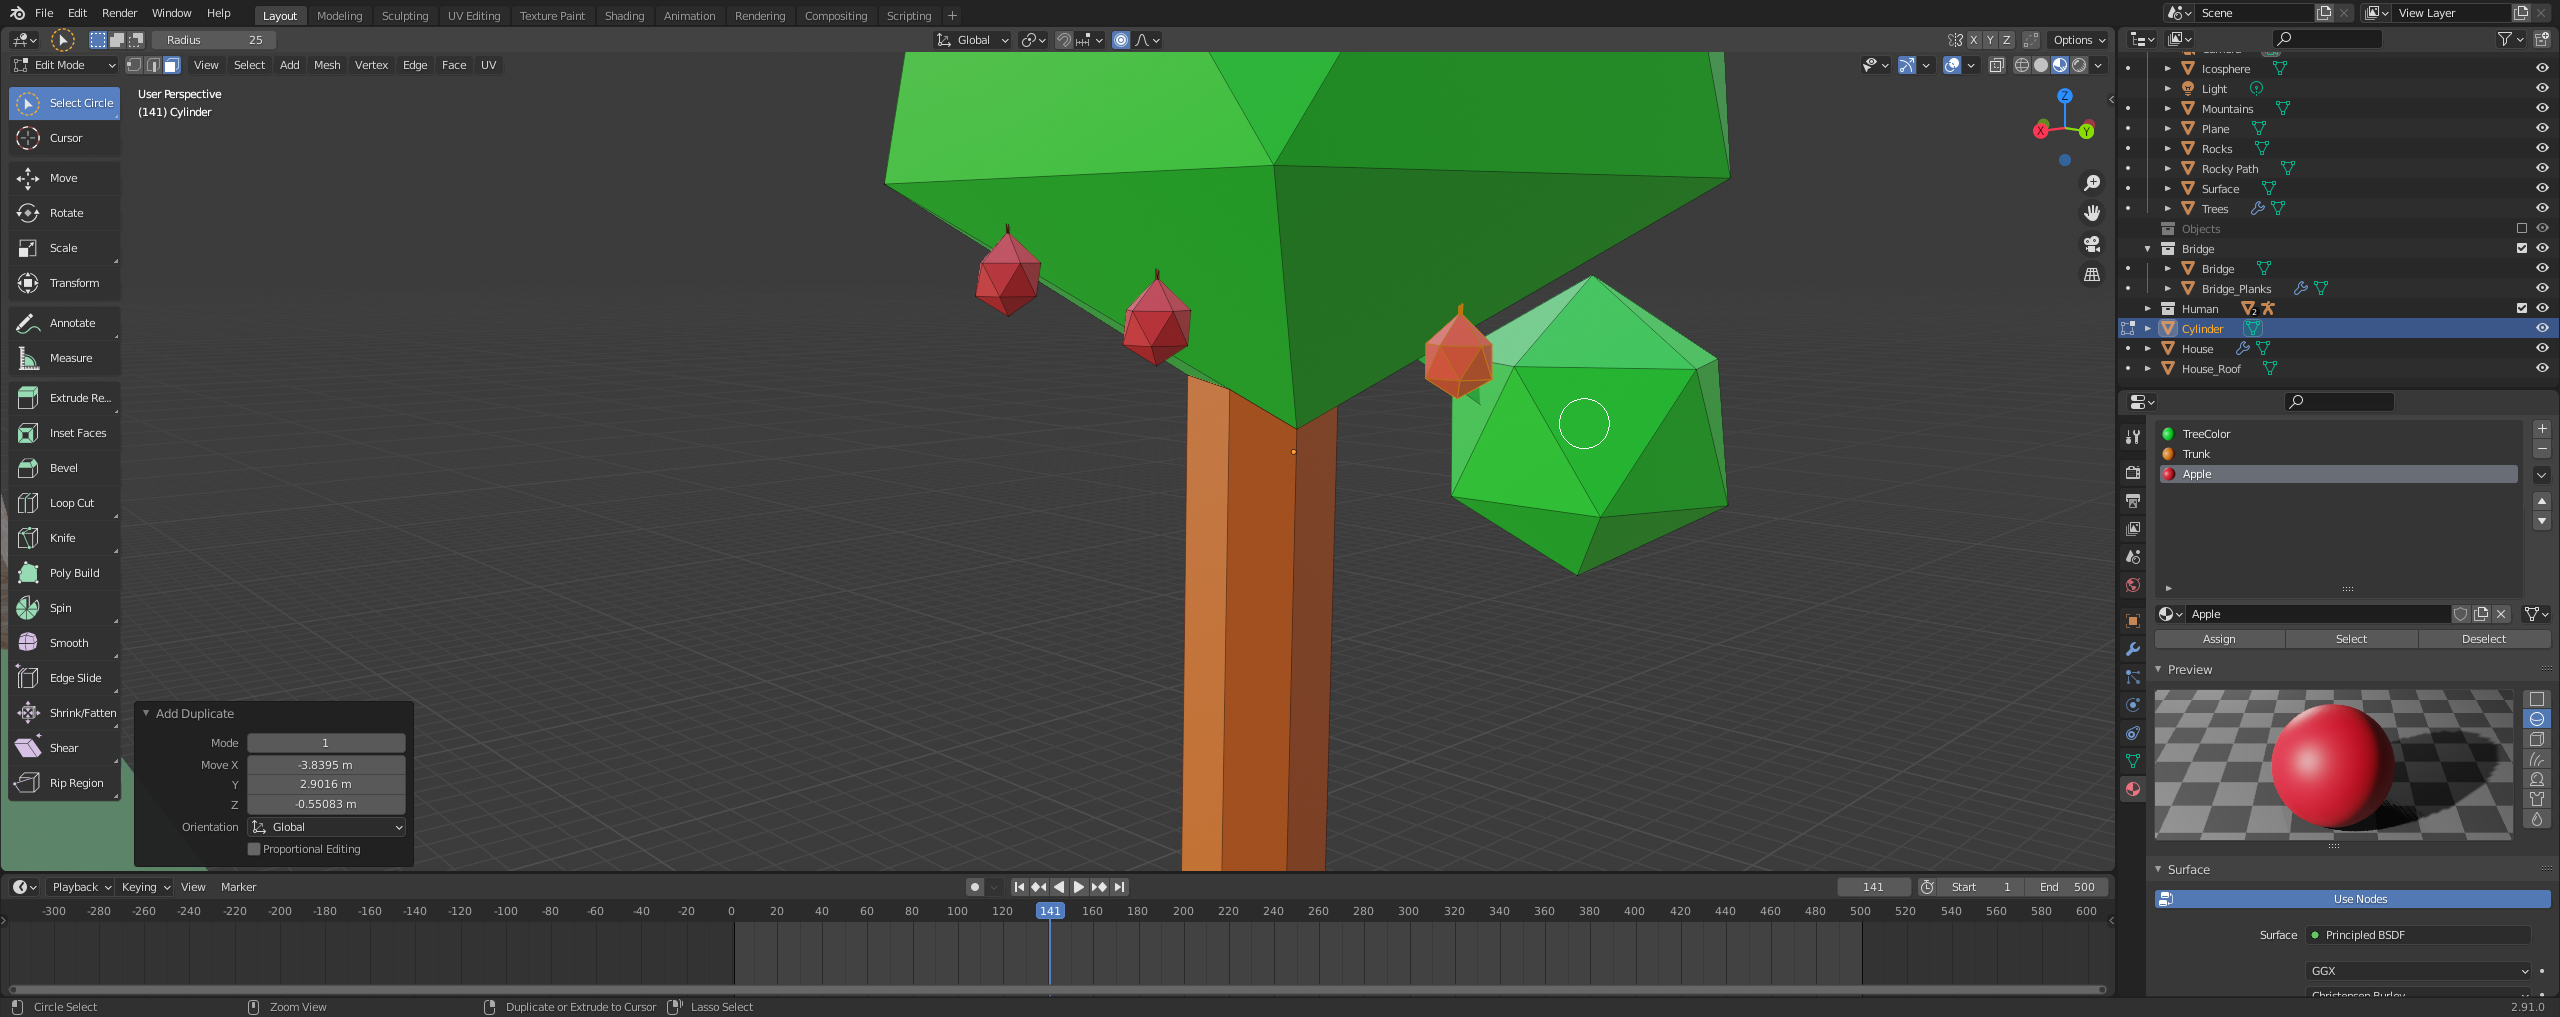 File Edit Render Window Help Layout Modeling Sculpting UV Editing Texture Paint Shading Animation Rendering Compositing Scripting + Scene View Layer
Radius 25 Global X Y Z Options
Edit Mode View Select Add Mesh Vertex Edge Face UV
User Perspective
(141) Cylinder
Select Circle
Cursor
Move
Rotate
Scale
Transform
Annotate
Measure
Extrude Re...
Inset Faces
Bevel
Loop Cut
Knife
Poly Build
Spin
Smooth
Edge Slide
Shrink/Fatten
Shear
Rip Region
Z
X Y
Add Duplicate
Mode 1
Move X -3.8395 m
Y 2.9016 m
Z -0.55083 m
Orientation Global
Proportional Editing
Camera
Icosphere
Light
Mountains
Plane
Rocks
Rocky Path
Surface
Trees
Objects
Bridge
Bridge
Bridge_Planks
Human 2
Cylinder
House
House_Roof
TreeColor
Trunk
Apple
Apple
Assign Select Deselect
Preview
Surface
Use Nodes
Surface Principled BSDF
GGX
Christensen-Burley
Playback Keying View Marker 141 Start 1 End 500
-300 -280 -260 -240 -220 -200 -180 -160 -140 -120 -100 -80 -60 -40 -20 0 20 40 60 80 100 120 141 160 180 200 220 240 260 280 300 320 340 360 380 400 420 440 460 480 500 520 540 560 580 600
Circle Select Zoom View Duplicate or Extrude to Cursor Lasso Select 2.91.0